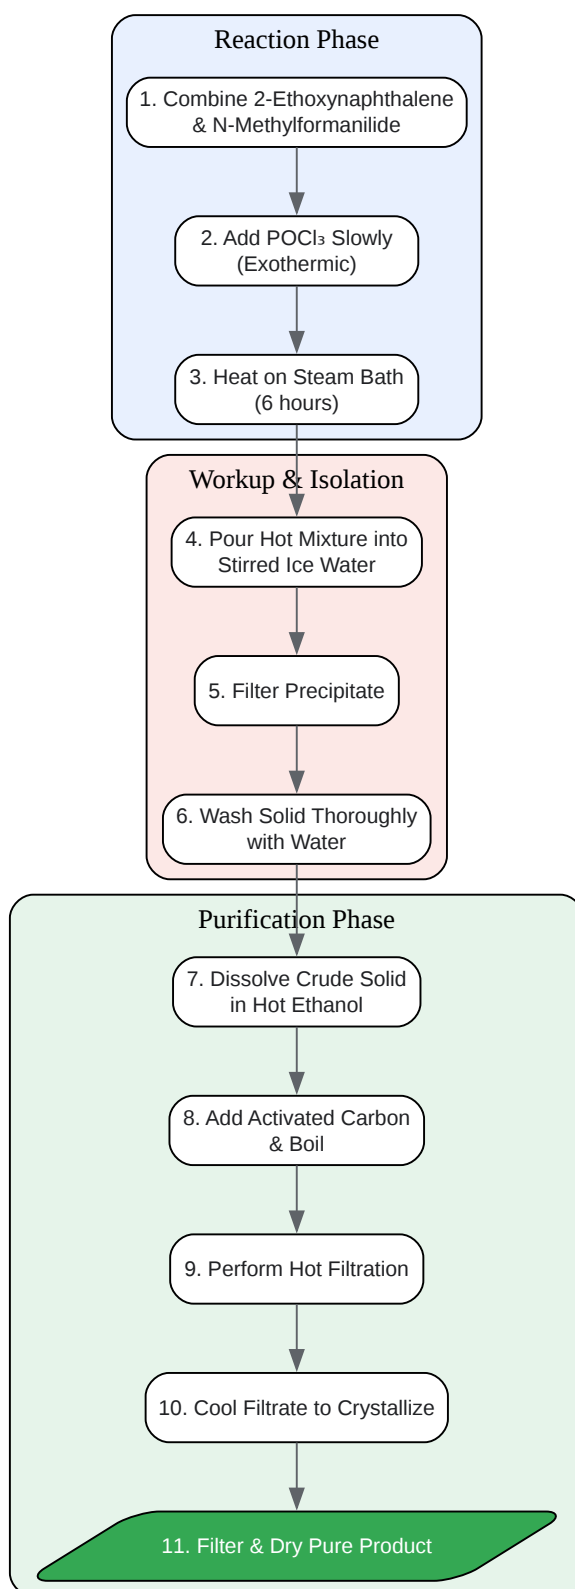 Reaction Phase
1. Combine 2-Ethoxynaphthalene
& N-Methylformanilide
2. Add POCl₃ Slowly
(Exothermic)
3. Heat on Steam Bath
(6 hours)
Workup & Isolation
4. Pour Hot Mixture into
Stirred Ice Water
5. Filter Precipitate
6. Wash Solid Thoroughly
with Water
Purification Phase
7. Dissolve Crude Solid
in Hot Ethanol
8. Add Activated Carbon
& Boil
9. Perform Hot Filtration
10. Cool Filtrate to Crystallize
11. Filter & Dry Pure Product